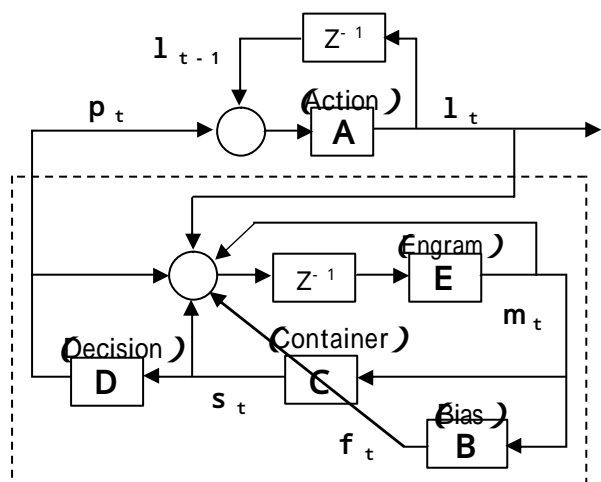 Z⁻¹
l t-1
(Action)
p t
A
l t
(Engram)
Z⁻¹
E
m t
(Decision)
(Container)
D
C
s t
(Bias)
f t
B